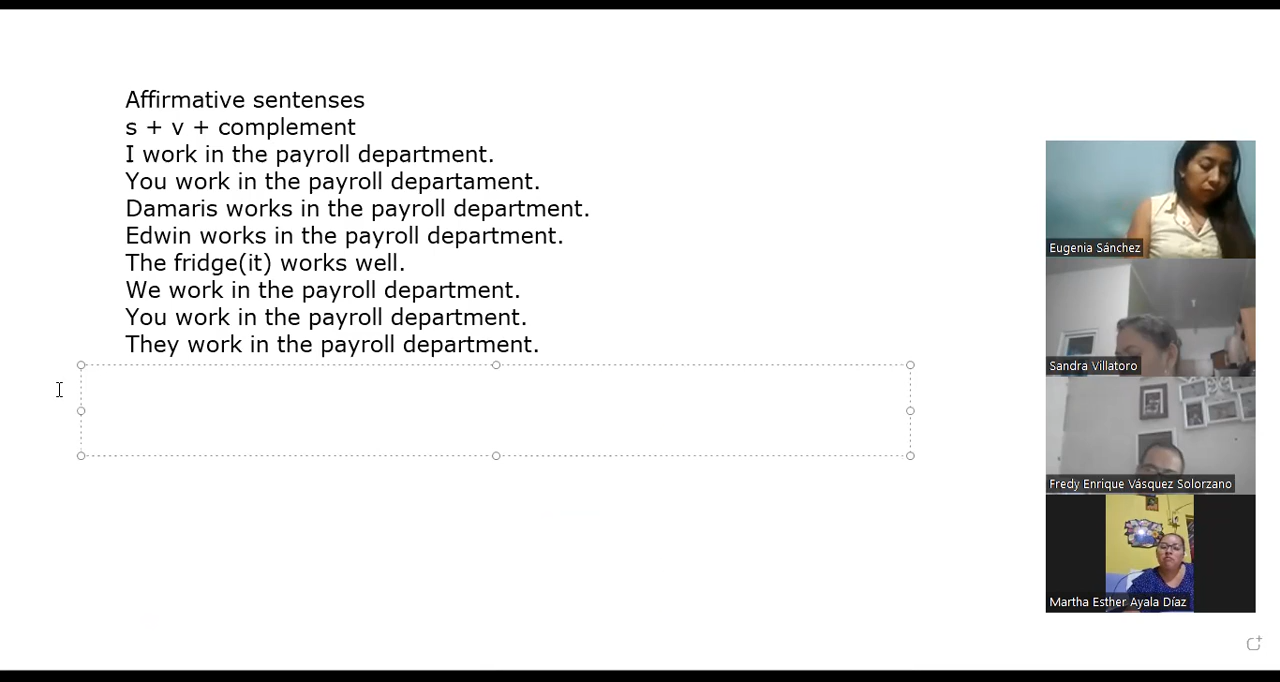 Affirmative sentenses
s + v + complement
I work in the payroll department.
You work in the payroll departament.
Damaris works in the payroll department.
Edwin works in the payroll department.
The fridge(it) works well.
We work in the payroll department.
You work in the payroll department.
They work in the payroll department.
Eugenia Sánchez
Sandra Villatoro
Fredy Enrique Vásquez Solorzano
Martha Esther Ayala Díaz